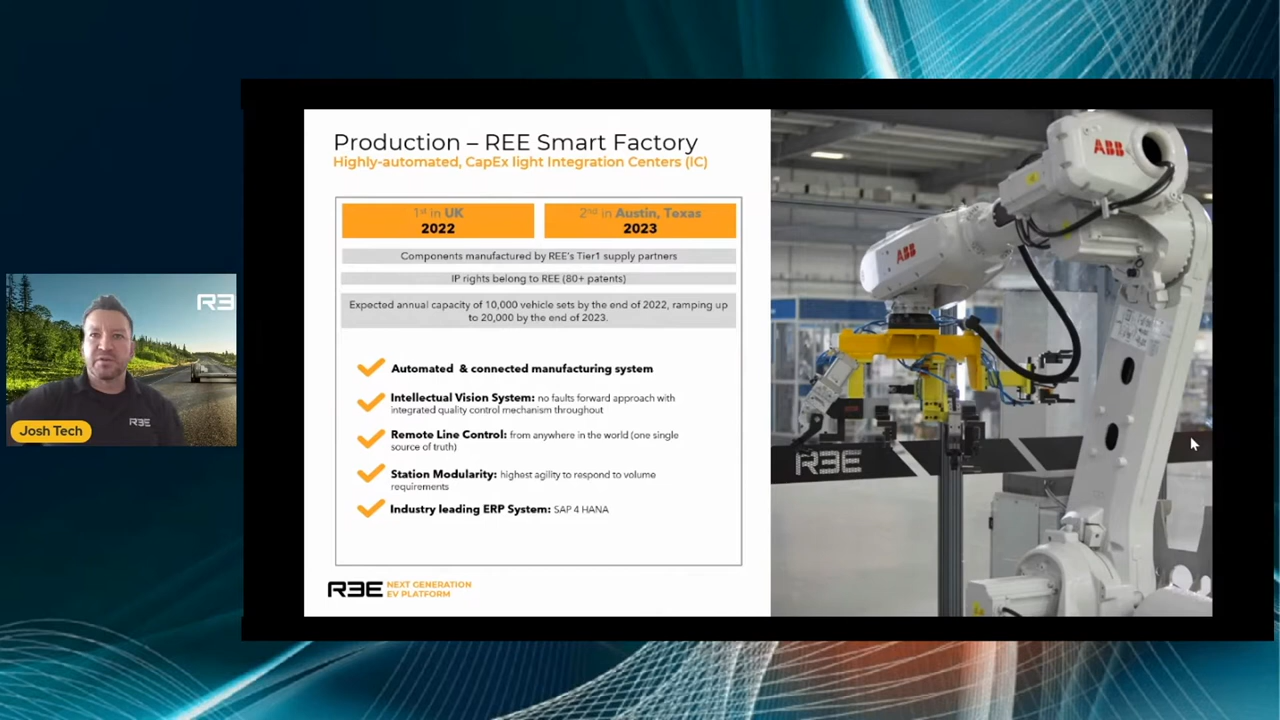 Production – REE Smart Factory
Highly-automated, CapEx light Integration Centers (IC)
1st in UK
2022
2nd in Austin, Texas
2023
Components manufactured by REE's Tier1 supply partners
IP rights belong to REE (80+ patents)
Expected annual capacity of 10,000 vehicle sets by the end of 2022, ramping up
to 20,000 by the end of 2023.
Automated & connected manufacturing system
Intellectual Vision System: no faults forward approach with
integrated quality control mechanism throughout
Remote Line Control: from anywhere in the world (one single
source of truth)
Station Modularity: highest agility to respond to volume
requirements
Industry leading ERP System: SAP 4 HANA
REE NEXT GENERATION
EV PLATFORM
ABB
ABB
REE
REE
REE
Josh Tech